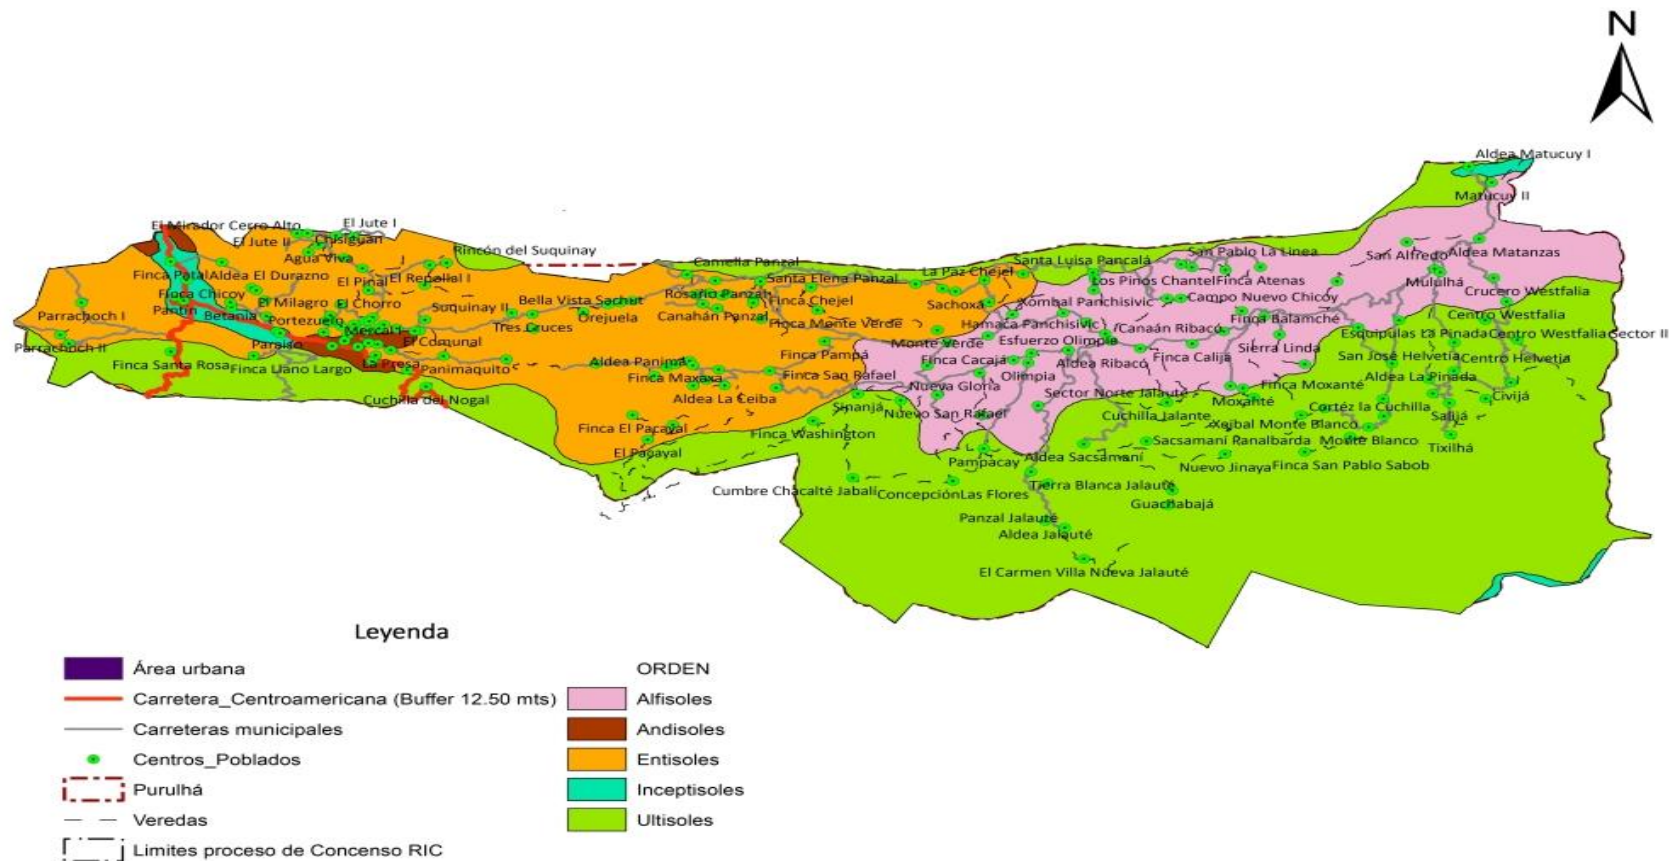 N
Aldea Matucuy I
Matucuy II
El Mirador Cerro Alto
El Jute I
El Jute II
Chisiguan
Agua Viva
Rincón del Suquinay
Finca Patal
Aldea El Durazno
El Pinal
El Repollal I
Finca Chicoy
El Milagro
El Chorro
Suquinay II
Pantin
Betania
Portezuelo
Parrachoch I
Parrachoch II
Paraiso
El Comunal
La Presa
Panimaquito
Finca Santa Rosa
Finca Llano Largo
Cuchilla del Nogal
Bella Vista Sachut
Tres Cruces
Orejuela
Camelia Panzal
Rosario Panzal
Canahán Panzal
Santa Elena Panzal
Finca Chejel
Finca Monte Verde
La Paz Chejel
Sachoxá
Monte Verde
Finca Pampá
Aldea Panimá
Finca Maxaxa
Aldea La Ceiba
Finca San Rafael
Finca El Pacayal
El Pacayal
Finca Washington
Sinanjá
Santa Luisa Pancalá
San Pablo La Linea
Los Pinos Chantel
Finca Atenas
Xombal Panchisivic
Campo Nuevo Chicoy
Hamaca Panchisivic
Canaán Ribacó
Finca Balamché
Esfuerzo Olimpia
Finca Cacajá
Aldea Ribacó
Finca Calijá
Sierra Linda
Olimpia
Nueva Gloria
Nuevo San Rafael
Sector Norte Jalauté
Moxanté
Finca Moxanté
San Alfredo
Aldea Matanzas
Mululhá
Crucero Westfalia
Centro Westfalia
Esquipulas La Pinada
Centro Westfalia Sector II
San José Helvetia
Centro Helvetia
Aldea La Pinada
Civijá
Cuchilla Jalante
Cortéz la Cuchilla
Salijá
Xgibal Monte Blanco
Monte Blanco
Tixilhá
Sacsamaní Ranalbarda
Pampacay
Aldea Sacsamaní
Nuevo Jinaya
Finca San Pablo Sabob
Cumbre Chacalté Jabalí
Concepción
Las Flores
Tierra Blanca Jalauté
Guachabajá
Panzal Jalauté
Aldea Jalauté
El Carmen Villa Nueva Jalauté
Leyenda
Área urbana
Carretera_Centroamericana (Buffer 12.50 mts)
Carreteras municipales
Centros_Poblados
Purulhá
Veredas
Limites proceso de Concenso RIC
ORDEN
Alfisoles
Andisoles
Entisoles
Inceptisoles
Ultisoles